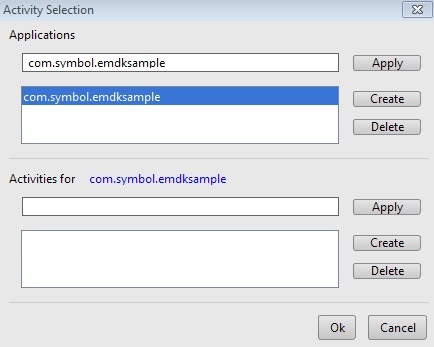 Activity Selection
Applications
com.symbol.emdksample
Apply
com.symbol.emdksample
Create
Delete
Activities for com.symbol.emdksample
Apply
Create
Delete
Ok Cancel